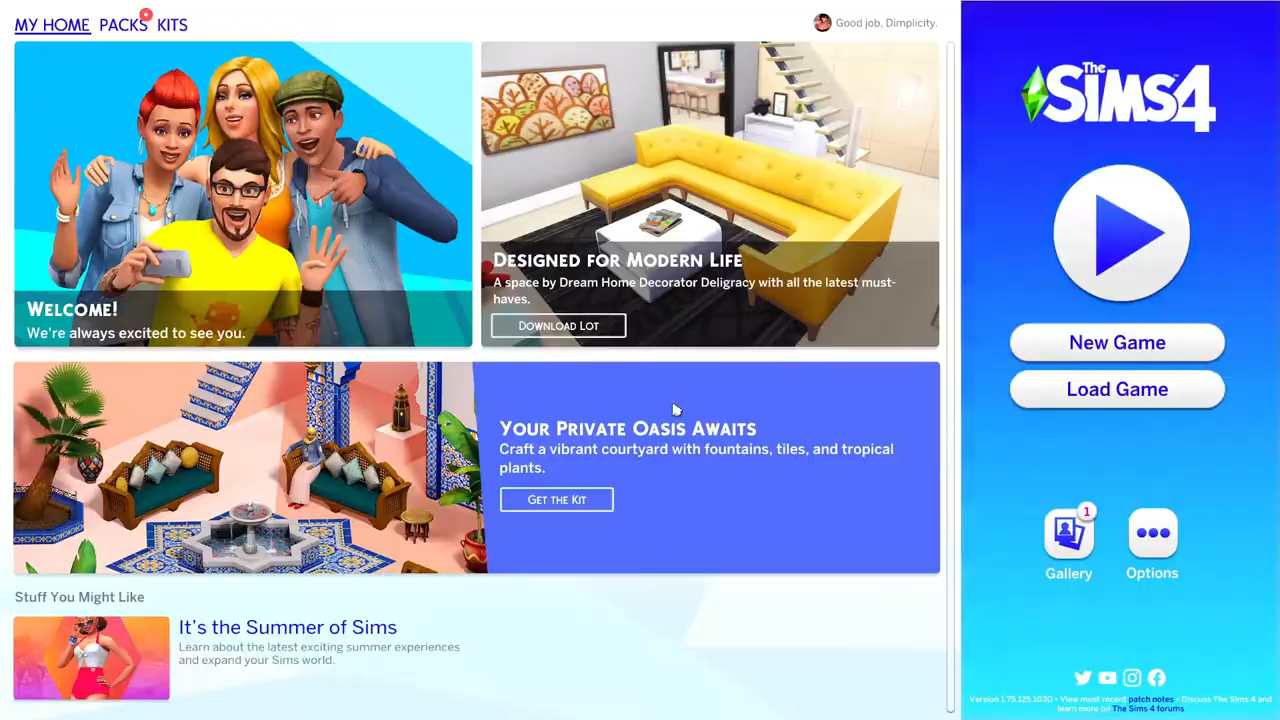 MY HOME PACKS KITS
Good job, Dimplicity.
The SIMS 4
WELCOME!
We're always excited to see you.
DESIGNED FOR MODERN LIFE
A space by Dream Home Decorator Deligracy with all the latest must-
haves.
DOWNLOAD LOT
New Game
Load Game
YOUR PRIVATE OASIS AWAITS
Craft a vibrant courtyard with fountains, tiles, and tropical
plants.
GET THE KIT
1
Gallery
Options
Stuff You Might Like
It's the Summer of Sims
Learn about the latest exciting summer experiences
and expand your Sims world.
Version 1.75.125.1030 • View most recent patch notes • Discuss The Sims 4 and
learn more on The Sims 4 forums